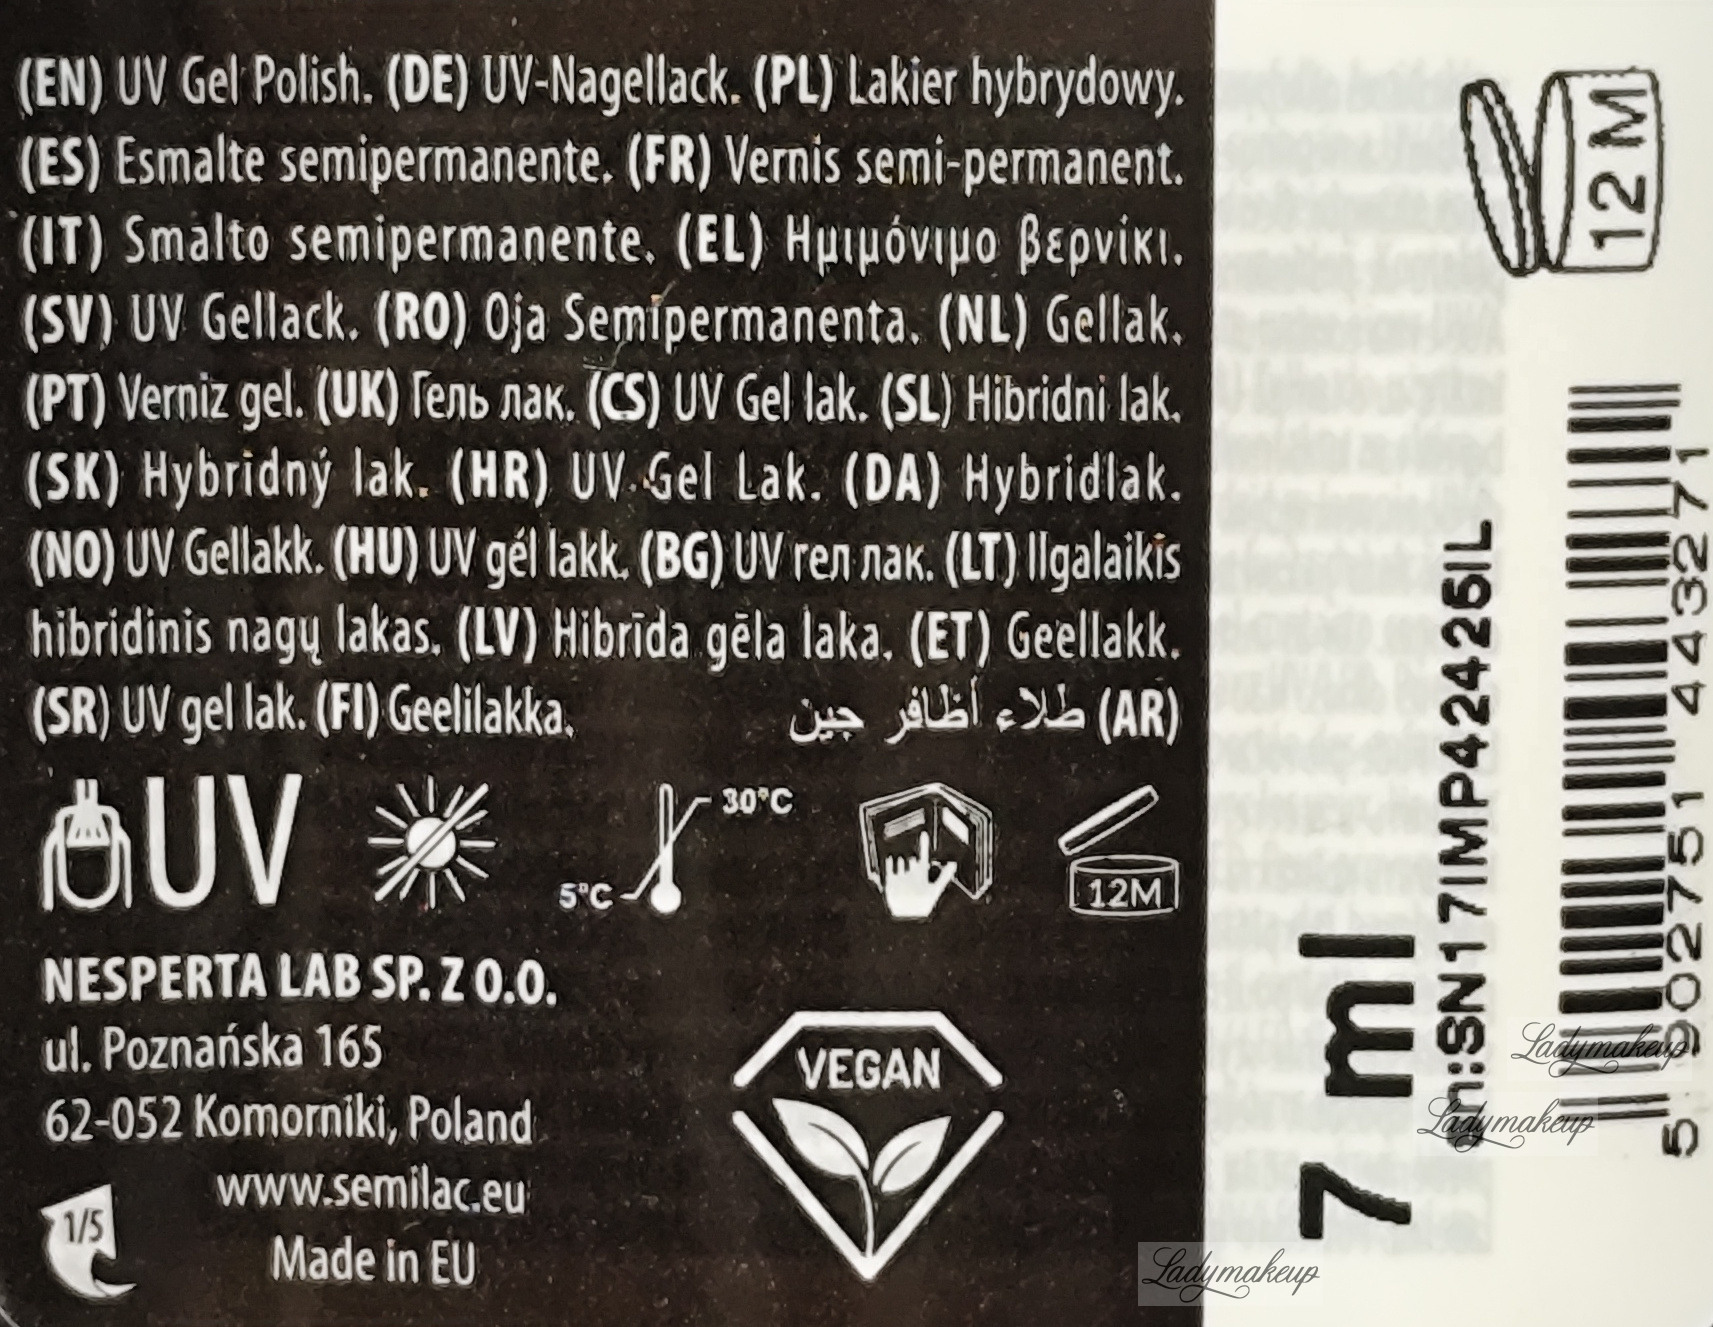 (EN) UV Gel Polish. (DE) UV-Nagellack. (PL) Lakier hybrydowy.
(ES) Esmalte semipermanente. (FR) Vernis semi-permanent.
(IT) Smalto semipermanente. (EL) Ημιμόνιμο βερνίκι.
(SV) UV Gellack. (RO) Oja Semipermanenta. (NL) Gellak.
(PT) Verniz gel. (UK) Гель лак. (CS) UV Gel lak. (SL) Hibridni lak.
(SK) Hybridný lak. (HR) UV Gel Lak. (DA) Hybridlak.
(NO) UV Gellakk. (HU) UV gél lakk. (BG) UV гел лак. (LT) Ilgalaikis
hibridinis nagų lakas. (LV) Hibrīda gēla laka. (ET) Geellakk.
(SR) UV gel lak. (FI) Geelilakka.
(AR) طلاء أظافر جين
UV
30°C
5°C
12M
NESPERTA LAB SP. Z O.O.
ul. Poznańska 165
62-052 Komorniki, Poland
www.semilac.eu
Made in EU
1/5
VEGAN
12 M
7 ml
SN17IMP42426IL
5 902751 443271
Ladymakeup
Ladymakeup
Ladymakeup